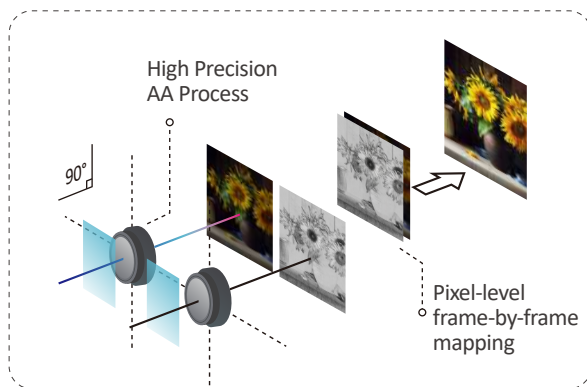 High Precision
AA Process
90°
Pixel-level
frame-by-frame
mapping